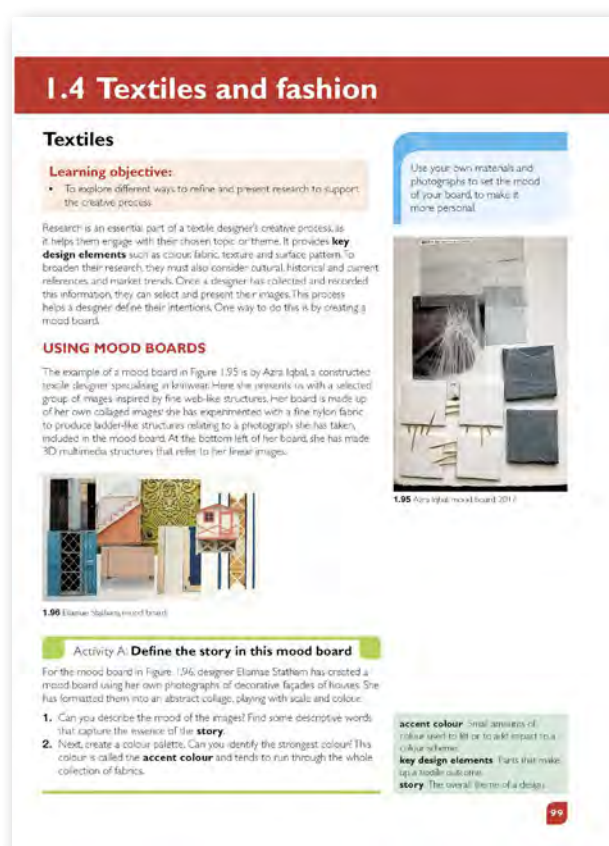 1.4 Textiles and fashion
Textiles
Learning objective:
• To explore different ways to refine and present research to support
the creative process
Research is an essential part of a textile designer's creative process, as
it helps them engage with their chosen topic or theme. It provides key
design elements such as colour, fabric, texture and surface pattern. To
broaden their research, they must also consider cultural, historical and current
references and market trends. Once a designer has collected and recorded
this information, they can select and present their images. This process
helps a designer define their intentions. One way to do this is by creating a
mood board.
USING MOOD BOARDS
The example of a mood board in Figure 1.95 is by Azra Iqbal, a constructed
textile designer specialising in knitwear. Here she presents us with a selected
group of images inspired by fine web-like structures. Her board is made up
of her own collaged images: she has experimented with a fine nylon fabric
to produce ladder-like structures relating to a photograph she has taken,
included in the mood board. At the bottom left of her board, she has made
3D multimedia structures that refer to her linear images.
1.96 Eliamae Statham, mood board
Activity A: Define the story in this mood board
For the mood board in Figure 1.96, designer Eliamae Statham has created a
mood board using her own photographs of decorative façades of houses. She
has formatted them into an abstract collage, playing with scale and colour.
1. Can you describe the mood of the images? Find some descriptive words
that capture the essence of the story.
2. Next, create a colour palette. Can you identify the strongest colour? This
colour is called the accent colour and tends to run through the whole
collection of fabrics.
Use your own materials and
photographs to set the mood
of your board, to make it
more personal
1.95 Azra Iqbal, mood board, 2017
accent colour Small amounts of
colour used to lift or to add impact to a
colour scheme.
key design elements Parts that make
up a textile outcome.
story The overall theme of a design.
99